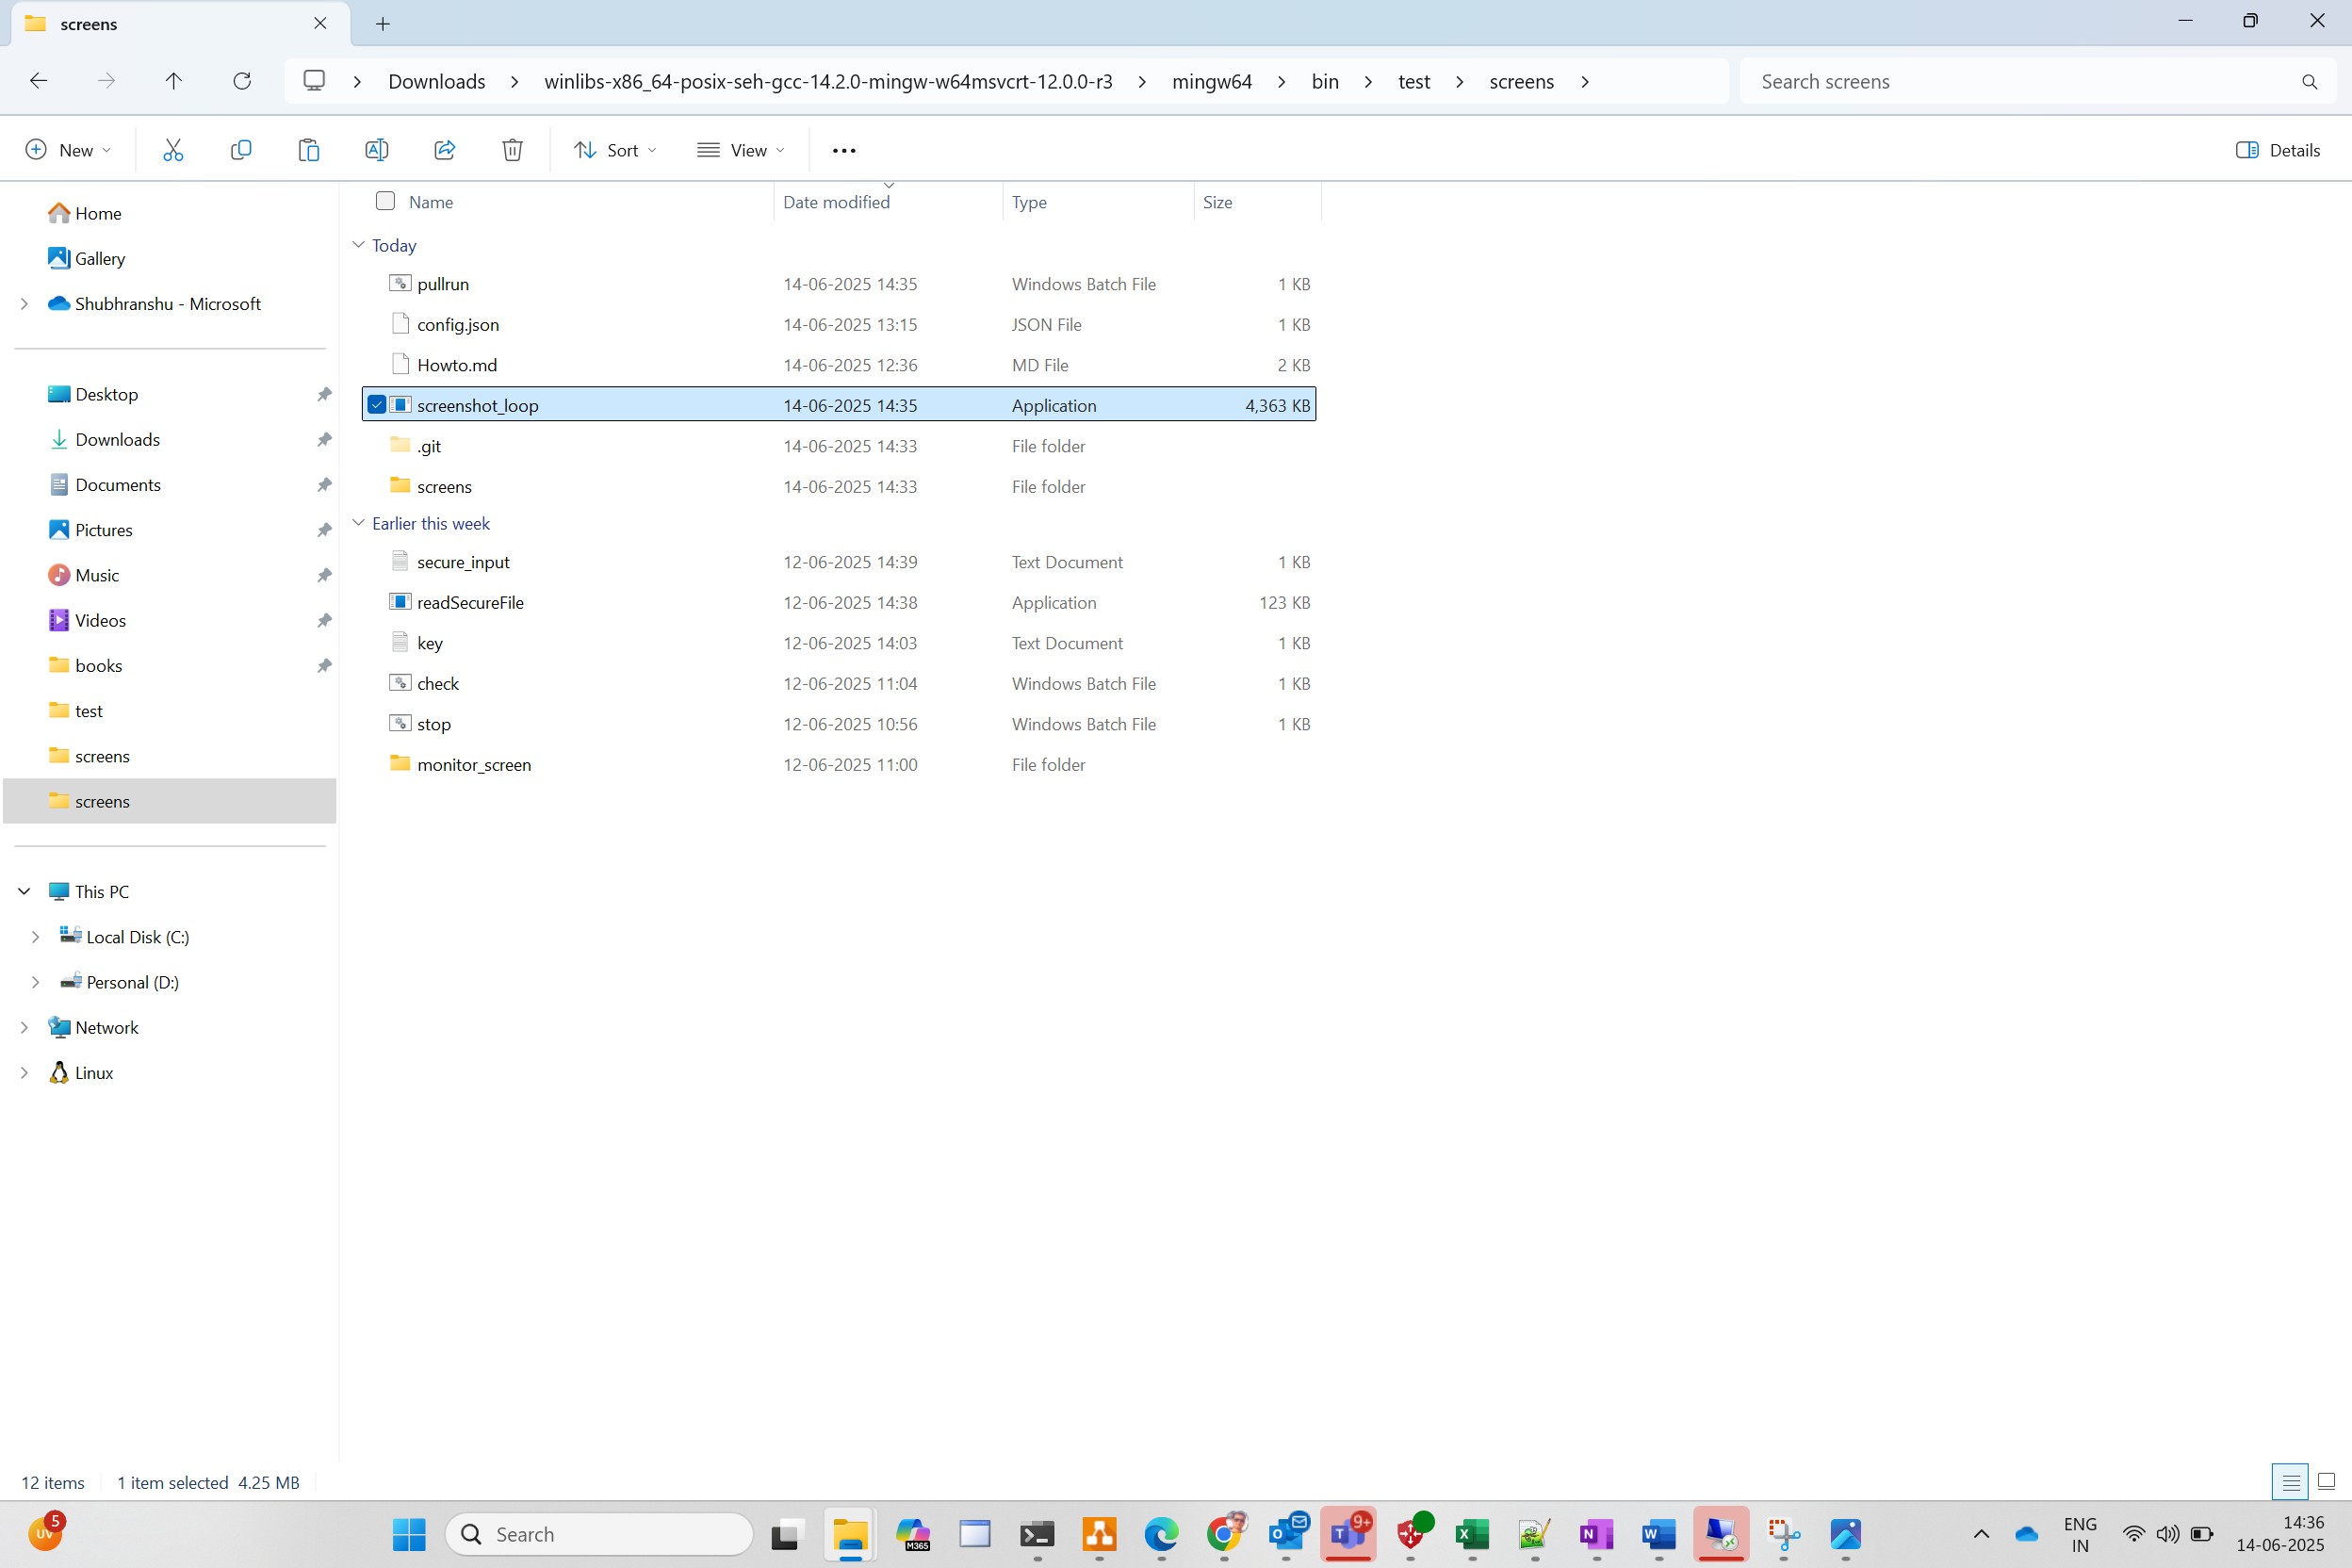 screens
Downloads > winlibs-x86_64-posix-seh-gcc-14.2.0-mingw-w64msvcrt-12.0.0-r3 > mingw64 > bin > test > screens >
Search screens
New
Sort
View
Details
Home
Gallery
Shubhranshu - Microsoft
Desktop
Downloads
Documents
Pictures
Music
Videos
books
test
screens
screens
This PC
Local Disk (C:)
Personal (D:)
Network
Linux
Name Date modified Type Size
Today
pullrun 14-06-2025 14:35 Windows Batch File 1 KB
config.json 14-06-2025 13:15 JSON File 1 KB
Howto.md 14-06-2025 12:36 MD File 2 KB
screenshot_loop 14-06-2025 14:35 Application 4,363 KB
.git 14-06-2025 14:33 File folder
screens 14-06-2025 14:33 File folder
Earlier this week
secure_input 12-06-2025 14:39 Text Document 1 KB
readSecureFile 12-06-2025 14:38 Application 123 KB
key 12-06-2025 14:03 Text Document 1 KB
check 12-06-2025 11:04 Windows Batch File 1 KB
stop 12-06-2025 10:56 Windows Batch File 1 KB
monitor_screen 12-06-2025 11:00 File folder
12 items 1 item selected 4.25 MB
UV 5
Search
M365
9+
ENG
IN
14:36
14-06-2025